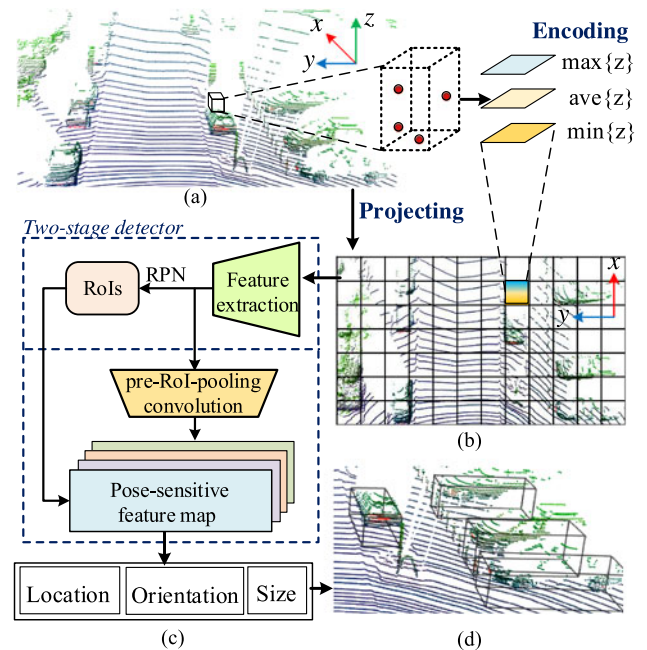 Encoding
z
x
y
max{z}
ave{z}
min{z}
(a)
Projecting
Two-stage detector
RoIs
RPN
Feature
extraction
x
y
pre-RoI-pooling
convolution
(b)
Pose-sensitive
feature map
Location
Orientation
Size
(c)
(d)